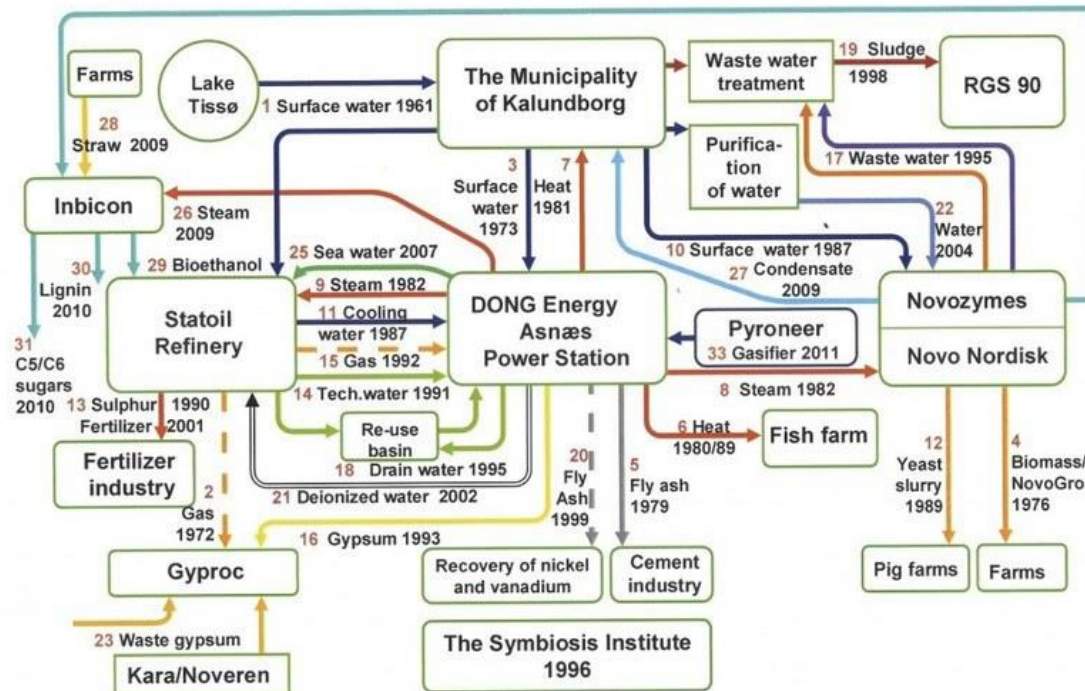 Farms
Lake
Tissø
The Municipality
of Kalundborg
Waste water
treatment
19 Sludge
1998
RGS 90
1 Surface water 1961
28
Straw 2009
3
Surface
water
1973
7
Heat
1981
Purifica-
tion
of water
17 Waste water 1995
Inbicon
26 Steam
2009
22
Water
2004
10 Surface water 1987
27 Condensate
2009
25 Sea water 2007
29 Bioethanol
30
Lignin
2010
9 Steam 1982
Statoil
Refinery
11 Cooling
water 1987
DONG Energy
Asnæs
Power Station
Pyroneer
33 Gasifier 2011
Novozymes
Novo Nordisk
15 Gas 1992
31
C5/C6
sugars
2010
14 Tech.water 1991
8 Steam 1982
13 Sulphur 1990
Fertilizer 2001
Re-use
basin
6 Heat
1980/89
Fish farm
Fertilizer
industry
18 Drain water 1995
21 Deionized water 2002
2
Gas
1972
20
Fly
Ash
1999
5
Fly ash
1979
12
Yeast
slurry
1989
4
Biomass/
NovoGro
1976
16 Gypsum 1993
Gyproc
Recovery of nickel
and vanadium
Cement
industry
Pig farms
Farms
23 Waste gypsum
Kara/Noveren
The Symbiosis Institute
1996